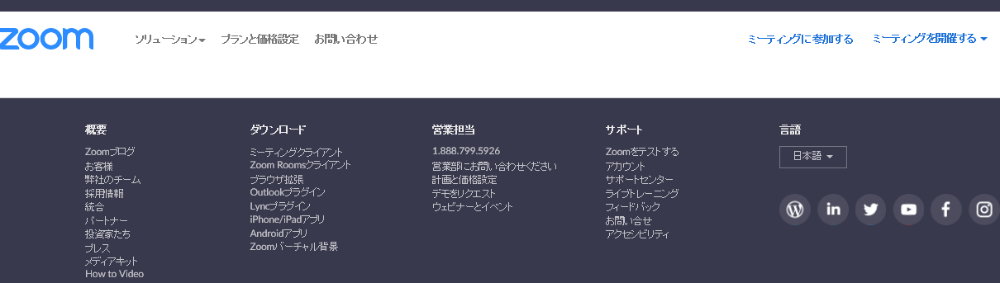 zoom
ソリューション プランと価格設定 お問い合わせ ミーティングに参加する ミーティングを開催する
概要
Zoomブログ
お客様
弊社のチーム
採用情報
統合
パートナー
投資家たち
プレス
メディアキット
How to Video
ダウンロード
ミーティングクライアント
Zoom Roomsクライアント
ブラウザ拡張
Outlookプラグイン
Lyncプラグイン
iPhone/iPadアプリ
Androidアプリ
Zoomバーチャル背景
営業担当
1.888.799.5926
営業部にお問い合わせください
計画と価格設定
デモをリクエスト
ウェビナーとイベント
サポート
Zoomをテストする
アカウント
サポートセンター
ライブトレーニング
フィードバック
お問い合せ
アクセシビリティ
言語
日本語